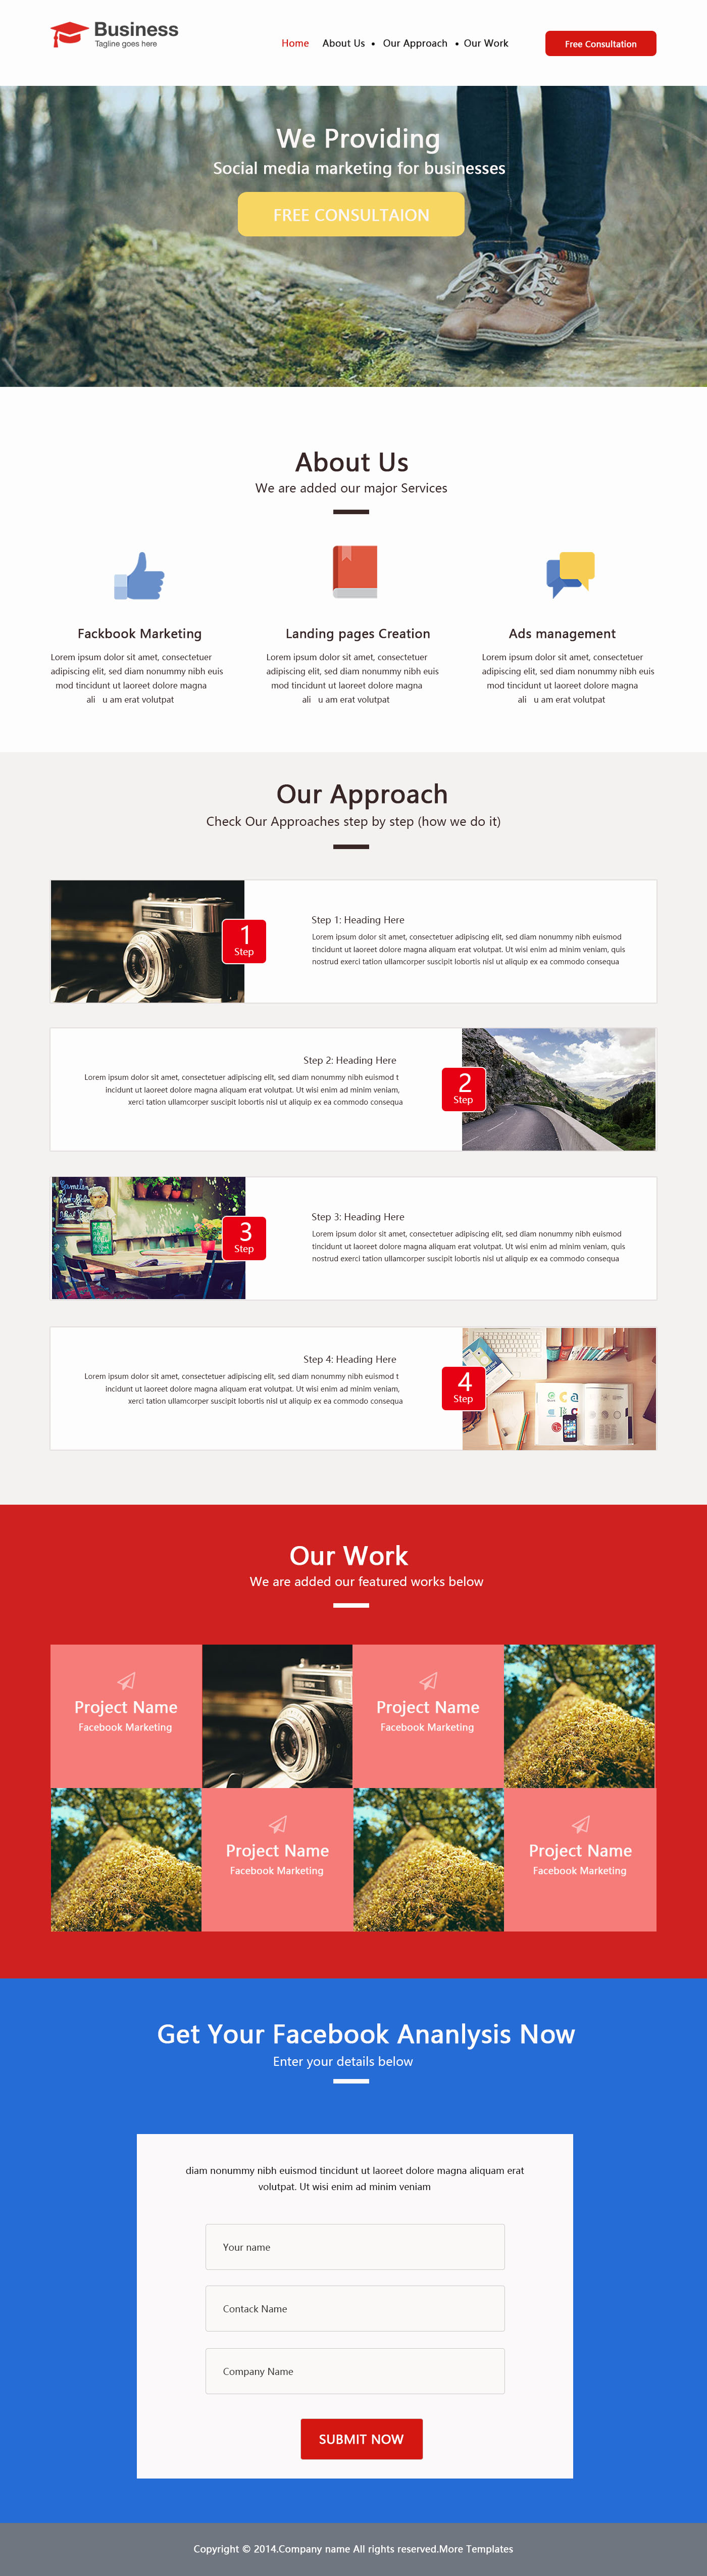 Business
Tagline goes here
Home About Us • Our Approach • Our Work
Free Consultation
We Providing
Social media marketing for businesses
FREE CONSULTAION
About Us
We are added our major Services
Fackbook Marketing
Lorem ipsum dolor sit amet, consectetuer
adipiscing elit, sed diam nonummy nibh euis
mod tincidunt ut laoreet dolore magna
ali u am erat volutpat
Landing pages Creation
Lorem ipsum dolor sit amet, consectetuer
adipiscing elit, sed diam nonummy nibh euis
mod tincidunt ut laoreet dolore magna
ali u am erat volutpat
Ads management
Lorem ipsum dolor sit amet, consectetuer
adipiscing elit, sed diam nonummy nibh euis
mod tincidunt ut laoreet dolore magna
ali u am erat volutpat
Our Approach
Check Our Approaches step by step (how we do it)
1
Step
Step 1: Heading Here
Lorem ipsum dolor sit amet, consectetuer adipiscing elit, sed diam nonummy nibh euismod
tincidunt ut laoreet dolore magna aliquam erat volutpat. Ut wisi enim ad minim veniam, quis
nostrud exerci tation ullamcorper suscipit lobortis nisl ut aliquip ex ea commodo consequa
Step 2: Heading Here
Lorem ipsum dolor sit amet, consectetuer adipiscing elit, sed diam nonummy nibh euismod t
incidunt ut laoreet dolore magna aliquam erat volutpat. Ut wisi enim ad minim veniam,
xerci tation ullamcorper suscipit lobortis nisl ut aliquip ex ea commodo consequa
2
Step
3
Step
Step 3: Heading Here
Lorem ipsum dolor sit amet, consectetuer adipiscing elit, sed diam nonummy nibh euismod
tincidunt ut laoreet dolore magna aliquam erat volutpat. Ut wisi enim ad minim veniam, quis
nostrud exerci tation ullamcorper suscipit lobortis nisl ut aliquip ex ea commodo consequa
Step 4: Heading Here
Lorem ipsum dolor sit amet, consectetuer adipiscing elit, sed diam nonummy nibh euismod t
incidunt ut laoreet dolore magna aliquam erat volutpat. Ut wisi enim ad minim veniam,
xerci tation ullamcorper suscipit lobortis nisl ut aliquip ex ea commodo consequa
4
Step
Our Work
We are added our featured works below
Project Name
Facebook Marketing
Project Name
Facebook Marketing
Project Name
Facebook Marketing
Project Name
Facebook Marketing
Get Your Facebook Ananlysis Now
Enter your details below
diam nonummy nibh euismod tincidunt ut laoreet dolore magna aliquam erat
volutpat. Ut wisi enim ad minim veniam
Your name
Contack Name
Company Name
SUBMIT NOW
Copyright © 2014.Company name All rights reserved.More Templates